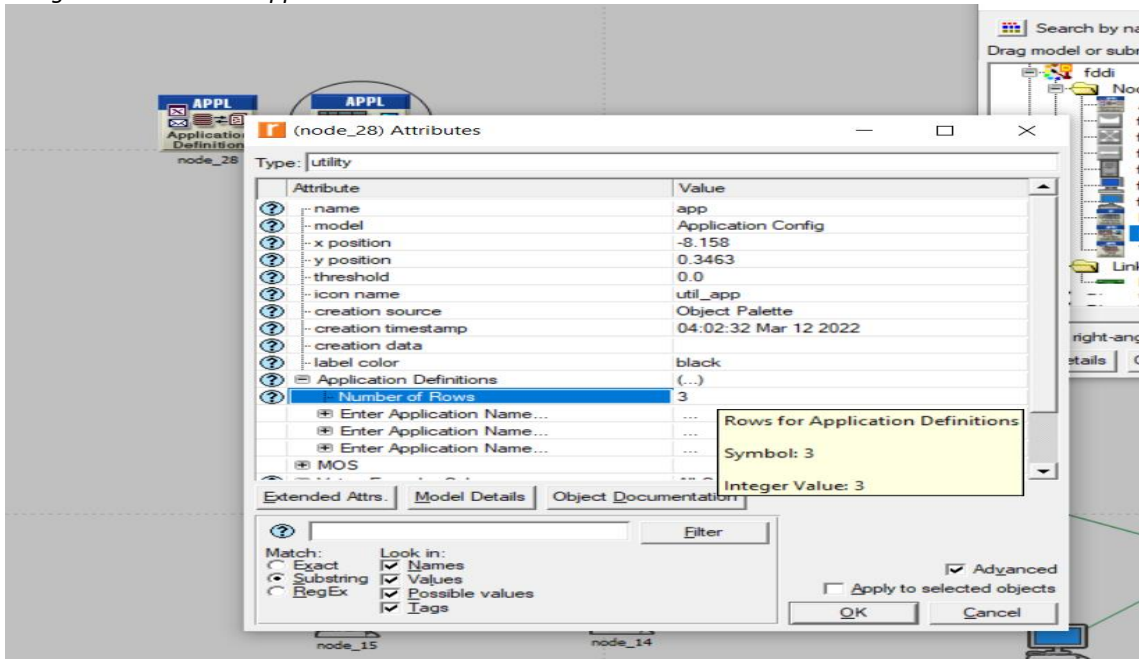 Search by na
Drag model or subr
fddi
APPL
Application
Definition
node_28
APPL
(node_28) Attributes
Type: utility
Attribute Value
name app
model Application Config
x position -8.158
y position 0.3463
threshold 0.0
icon name util_app
creation source Object Palette
creation timestamp 04:02:32 Mar 12 2022
creation data
label color black
Application Definitions (...)
Number of Rows 3
Enter Application Name... ...
Enter Application Name... ...
Enter Application Name... ...
MOS
Rows for Application Definitions
Symbol: 3
Integer Value: 3
Extended Attrs. Model Details Object Documentation
Filter
Match: Look in:
Exact Names
Substring Values
RegEx Possible values
Tags
Advanced
Apply to selected objects
OK Cancel
right-ang
node_15
node_14